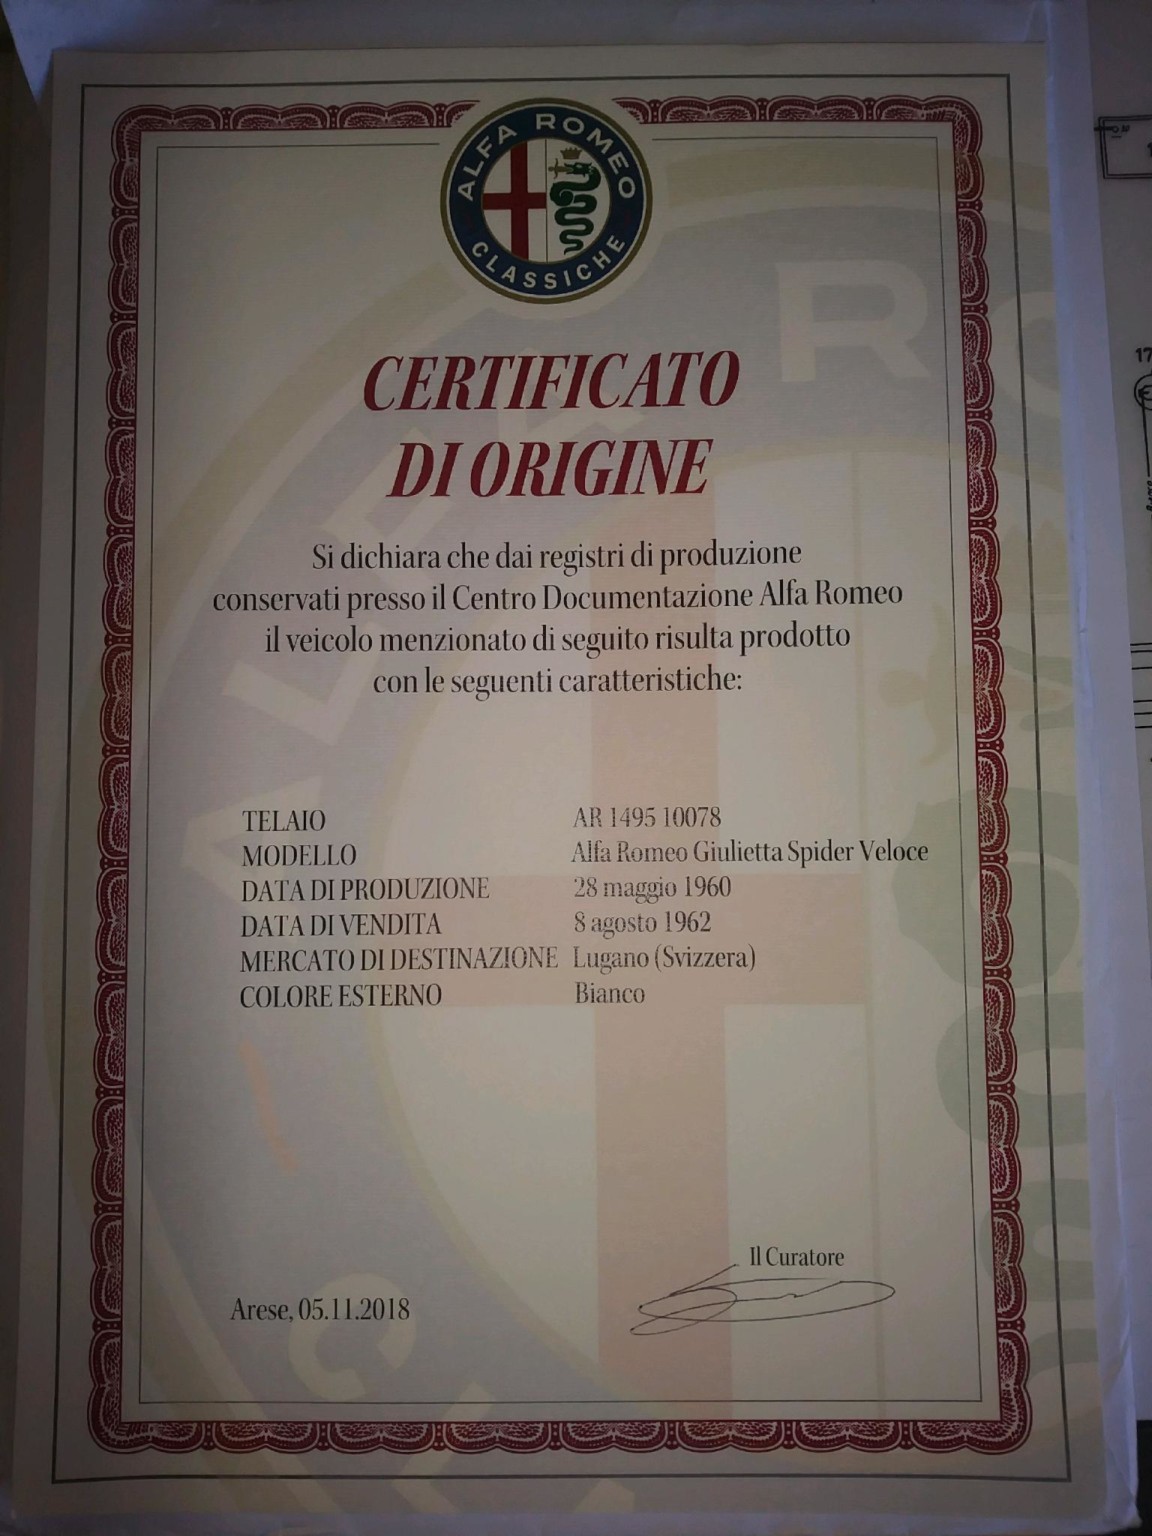 ALFA ROMEO
CLASSICHE
CERTIFICATO
DI ORIGINE
Si dichiara che dai registri di produzione
conservati presso il Centro Documentazione Alfa Romeo
il veicolo menzionato di seguito risulta prodotto
con le seguenti caratteristiche:
TELAIO AR 1495 10078
MODELLO Alfa Romeo Giulietta Spider Veloce
DATA DI PRODUZIONE 28 maggio 1960
DATA DI VENDITA 8 agosto 1962
MERCATO DI DESTINAZIONE Lugano (Svizzera)
COLORE ESTERNO Bianco
Il Curatore
Arese, 05.11.2018